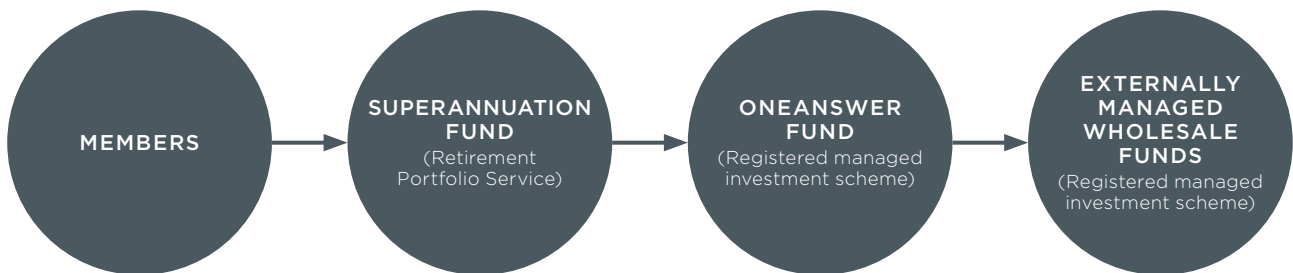 MEMBERS
SUPERANNUATION
FUND
(Retirement
Portfolio Service)
ONEANSWER
FUND
(Registered managed
investment scheme)
EXTERNALLY
MANAGED
WHOLESALE
FUNDS
(Registered managed
investment scheme)